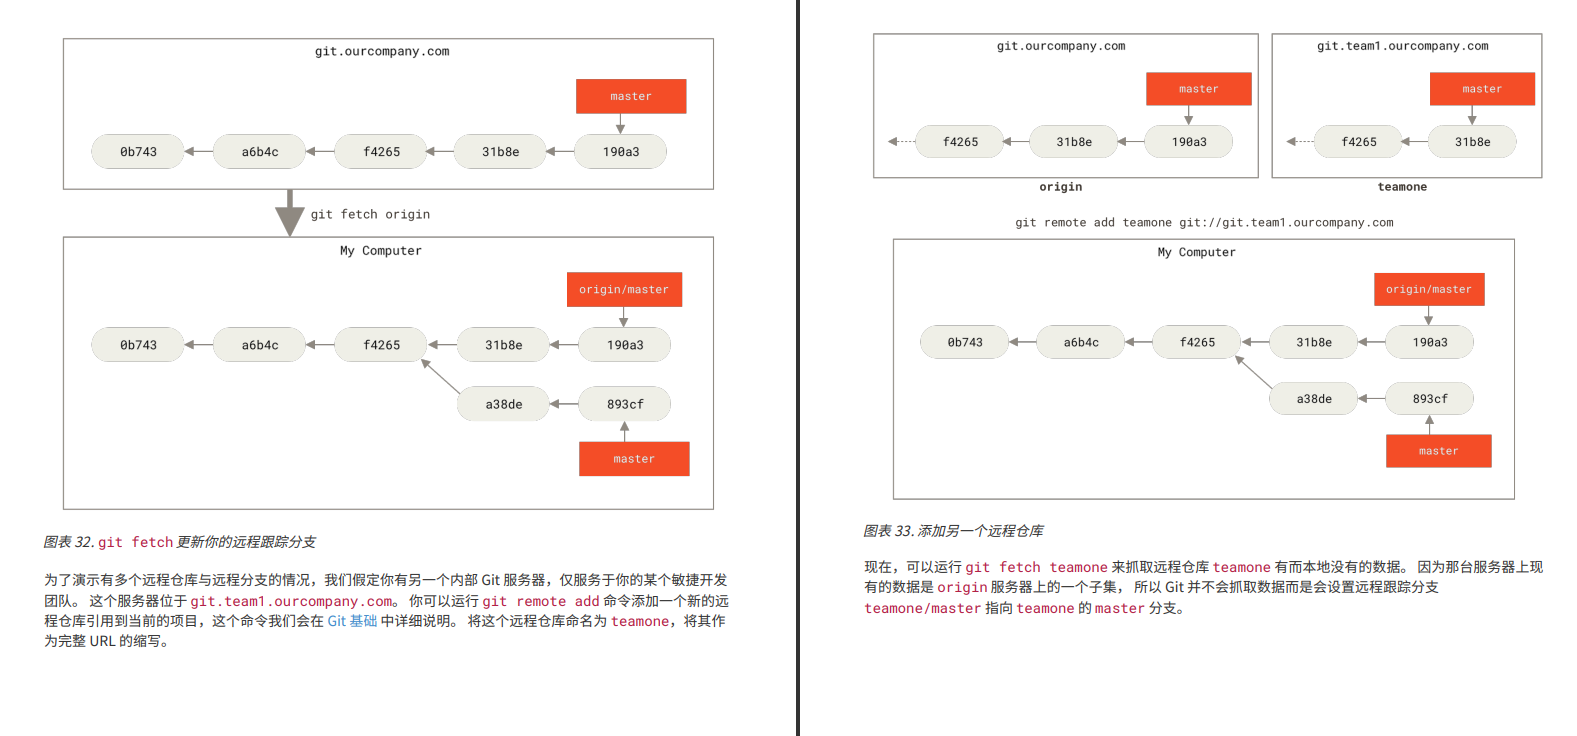 git.ourcompany.com
master
0b743 a6b4c f4265 31b8e 190a3
git fetch origin
My Computer
origin/master
0b743 a6b4c f4265 31b8e 190a3
a38de 893cf
master
图表 32. git fetch 更新你的远程跟踪分支
为了演示有多个远程仓库与远程分支的情况，我们假定你有另一个内部 Git 服务器，仅服务于你的某个敏捷开发
团队。 这个服务器位于 git.team1.ourcompany.com。 你可以运行 git remote add 命令添加一个新的远
程仓库引用到当前的项目，这个命令我们会在 Git 基础 中详细说明。 将这个远程仓库命名为 teamone，将其作
为完整 URL 的缩写。
git.ourcompany.com
master
f4265 31b8e 190a3
origin
git.team1.ourcompany.com
master
f4265 31b8e
teamone
git remote add teamone git://git.team1.ourcompany.com
My Computer
origin/master
0b743 a6b4c f4265 31b8e 190a3
a38de 893cf
master
图表 33. 添加另一个远程仓库
现在，可以运行 git fetch teamone 来抓取远程仓库 teamone 有而本地没有的数据。 因为那台服务器上现
有的数据是 origin 服务器上的一个子集， 所以 Git 并不会抓取数据而是会设置远程跟踪分支
teamone/master 指向 teamone 的 master 分支。